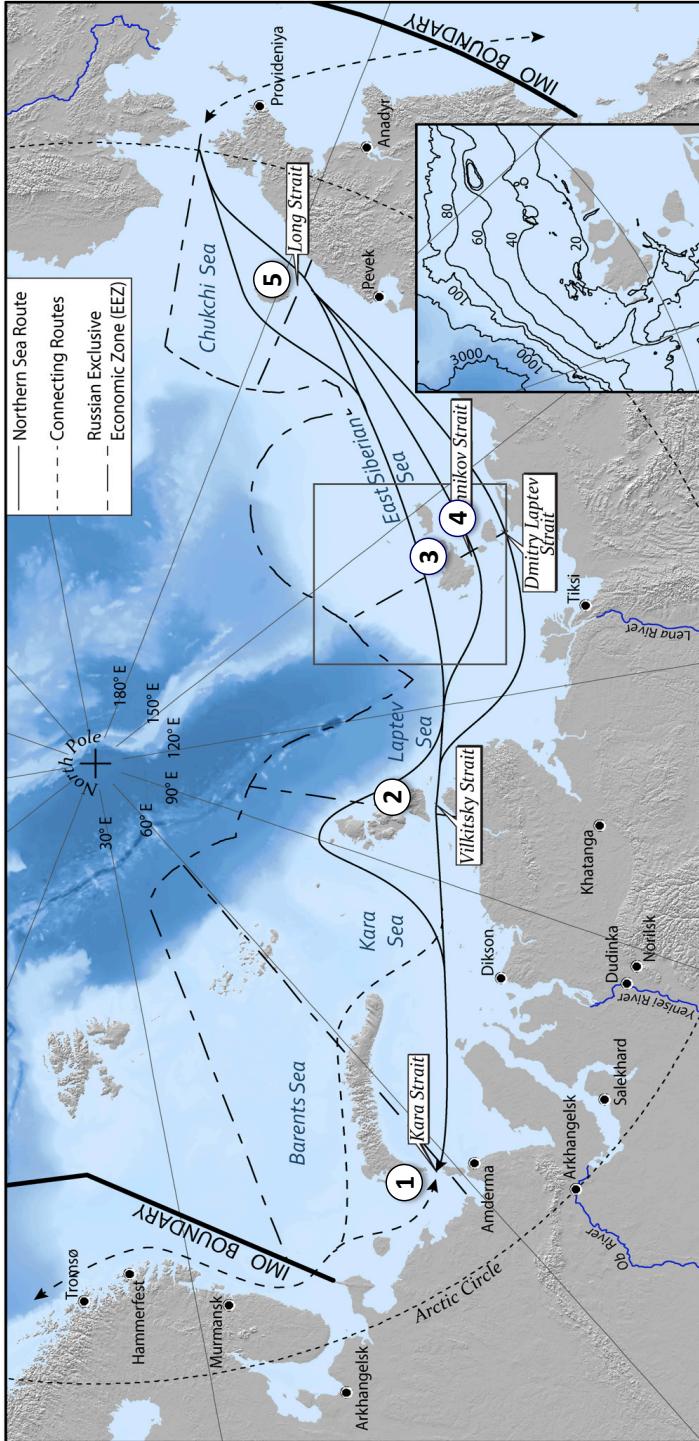 Northern Sea Route
Connecting Routes
Russian Exclusive
Economic Zone (EEZ)
North Pole
30° E
60° E
90° E
120° E
150° E
180° E
IMO BOUNDARY
Tromsø
Hammerfest
Murmansk
Arkhangelsk
Barents Sea
Kara
Sea
Laptev
Sea
East Siberian
Sea
Chukchi Sea
1
2
3
4
5
Kara Strait
Vilkitsky Strait
nnikov Strait
Dmitry Laptev
Strait
Long Strait
Provideniya
Anadyr
IMO BOUNDARY
Pevek
Amderma
Dikson
Tiksi
Lena River
Khatanga
Dudinka
Norilsk
Yenisei River
Salekhard
Arkhangelsk
Ob River
Arctic Circle
3000
1000
100
80
60
40
20